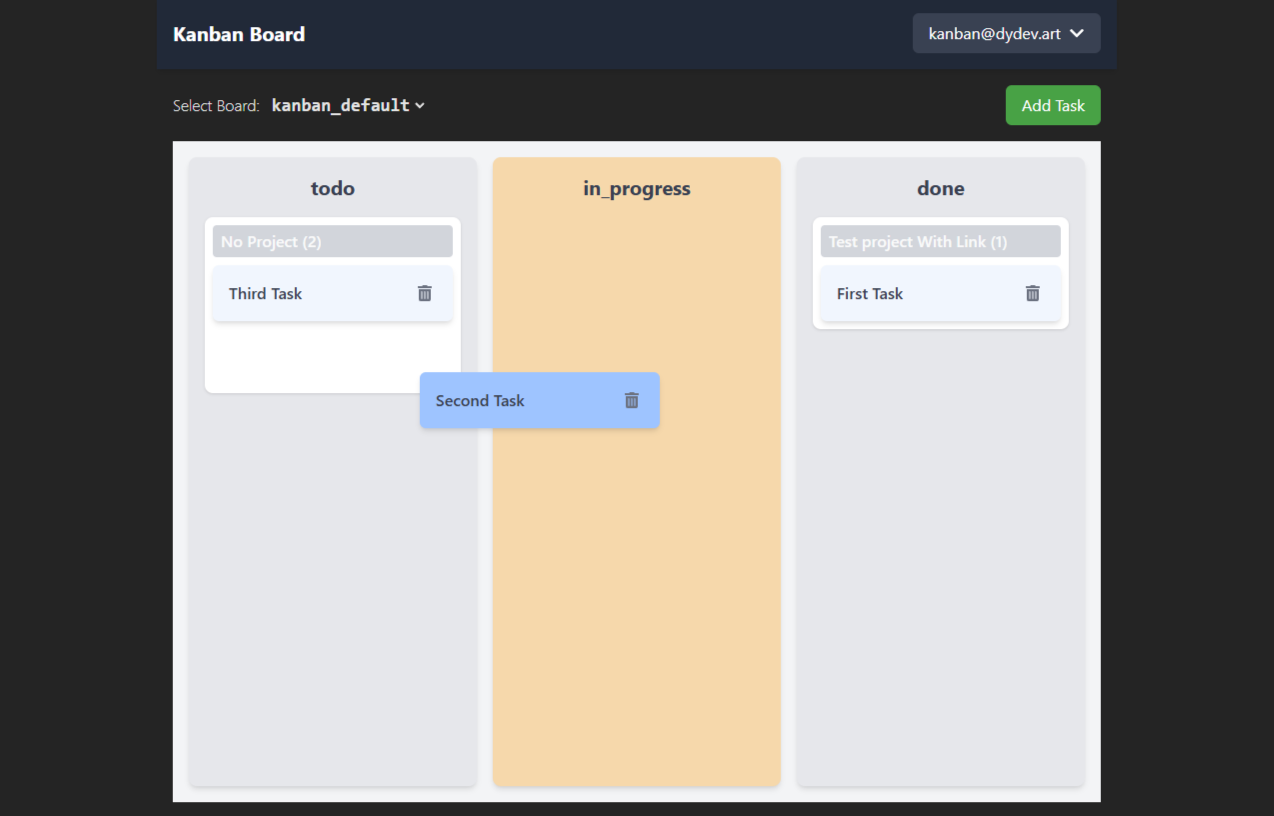 Kanban Board
kanban@dydev.art
Select Board: kanban_default
Add Task
todo
No Project (2)
Third Task
Second Task
in_progress
done
Test project With Link (1)
First Task